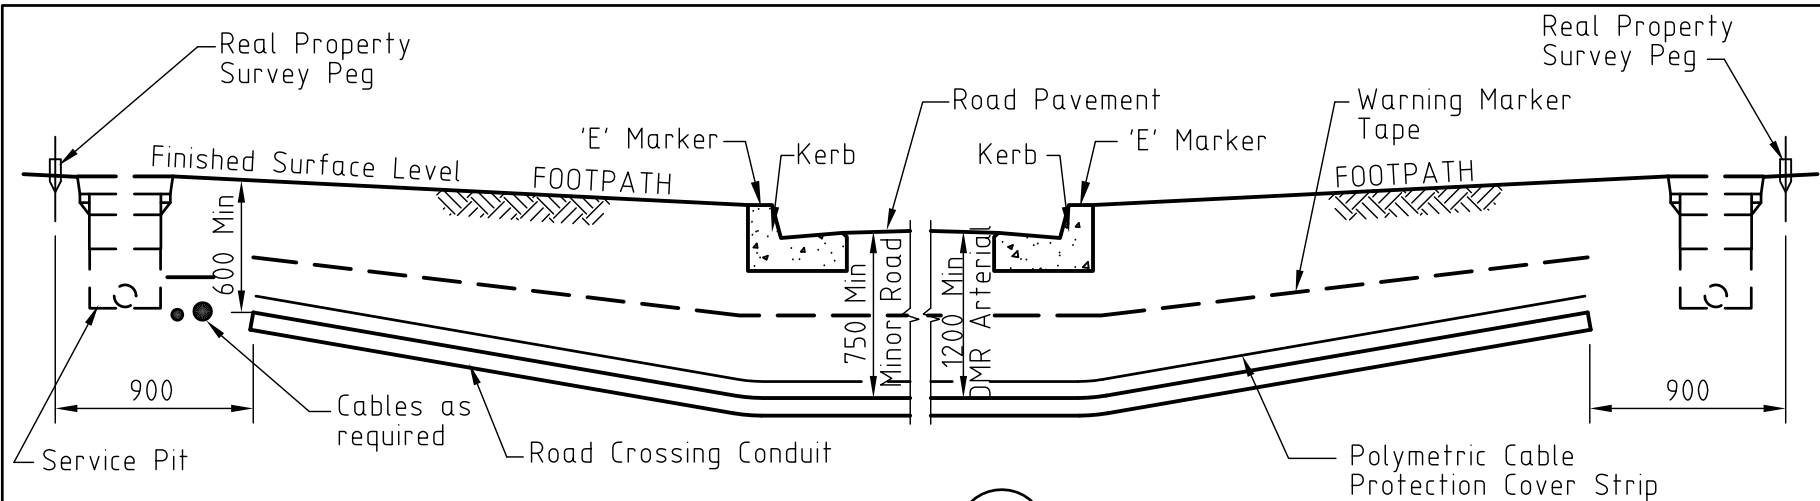 Real Property
Survey Peg
Real Property
Survey Peg
Road Pavement
Warning Marker
Tape
'E' Marker
'E' Marker
Kerb
Kerb
Finished Surface Level
FOOTPATH
FOOTPATH
600 Min
750 Min
Minor Road
1200 Min
DMR Arterial
900
900
Cables as
required
Road Crossing Conduit
Service Pit
Polymetric Cable
Protection Cover Strip